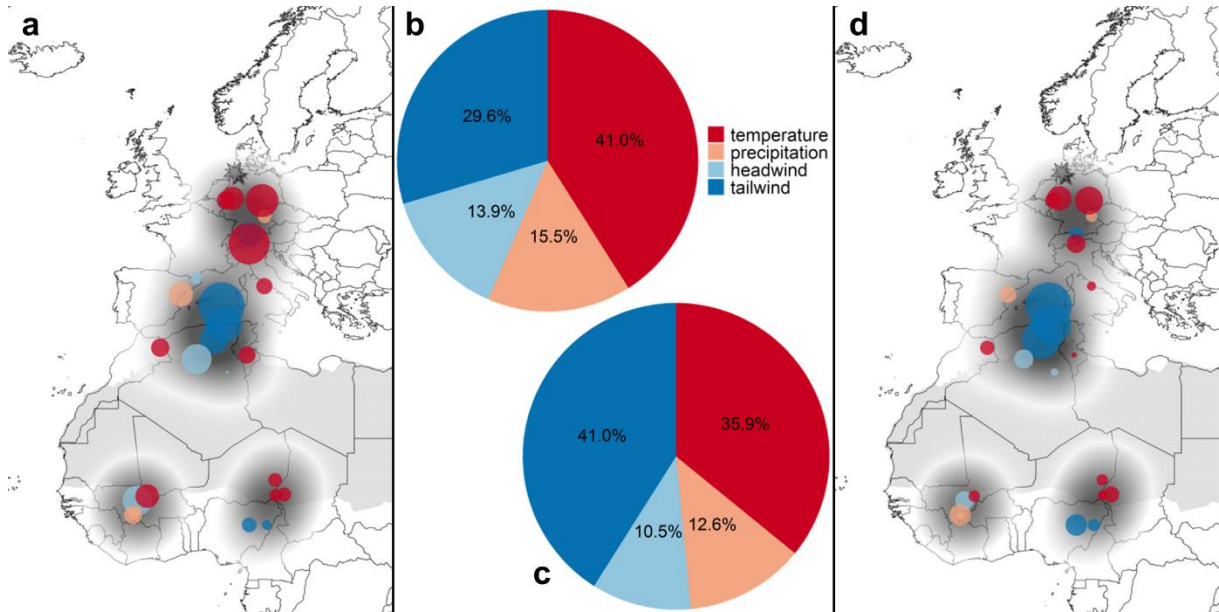 a
b
d
29.6%
41.0%
temperature
precipitation
headwind
tailwind
13.9%
15.5%
41.0%
35.9%
10.5%
12.6%
c